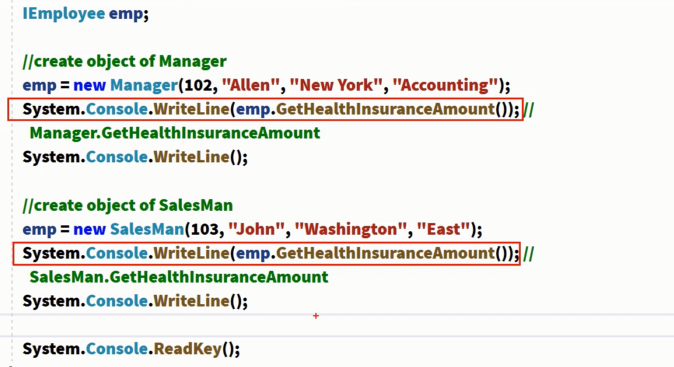 IEmployee emp;
//create object of Manager
emp = new Manager(102, "Allen", "New York", "Accounting");
System.Console.WriteLine(emp.GetHealthInsuranceAmount()); //
Manager.GetHealthInsuranceAmount
System.Console.WriteLine();
//create object of SalesMan
emp = new SalesMan(103, "John", "Washington", "East");
System.Console.WriteLine(emp.GetHealthInsuranceAmount()); //
SalesMan.GetHealthInsuranceAmount
System.Console.WriteLine();
System.Console.ReadKey();